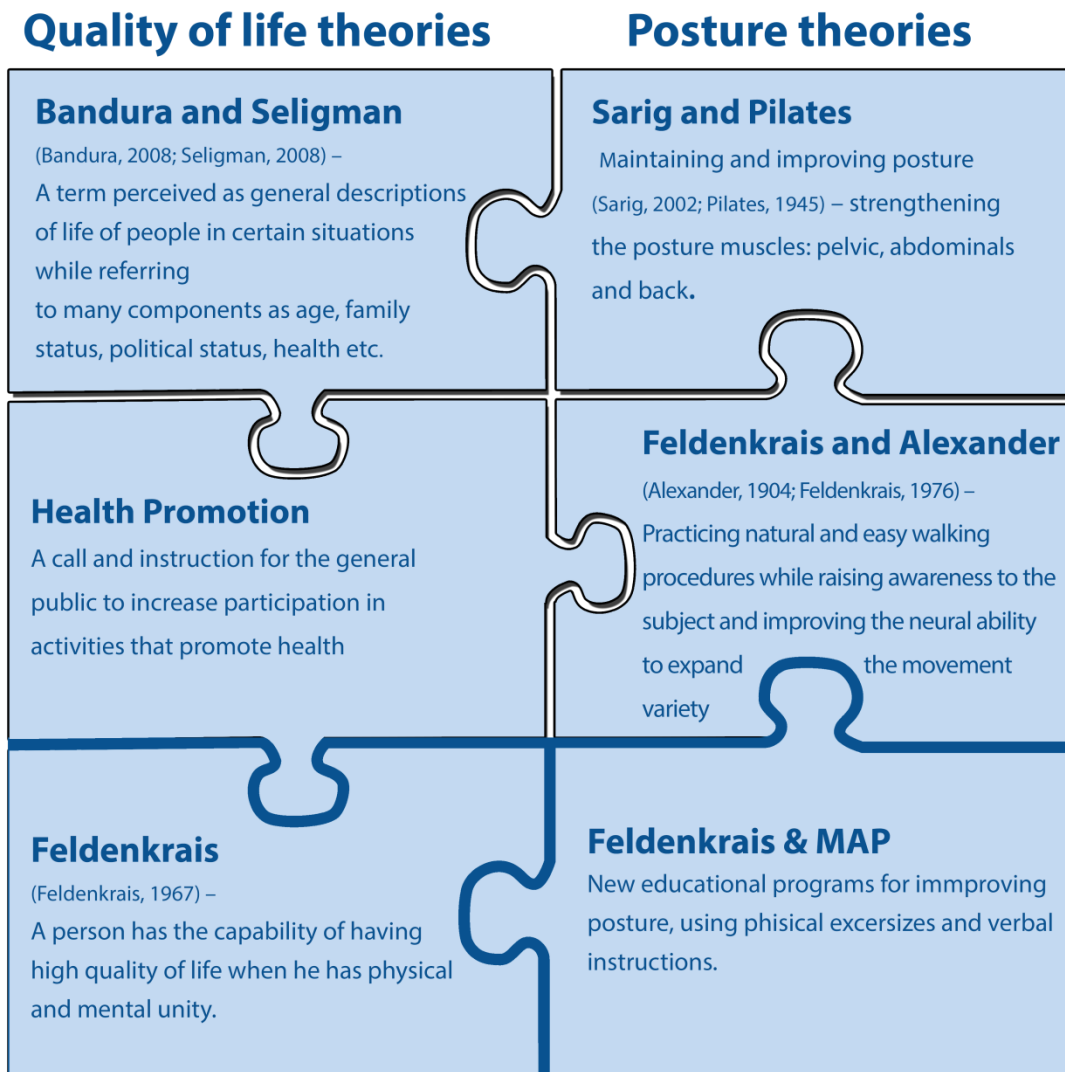 Quality of life theories
Bandura and Seligman
(Bandura, 2008; Seligman, 2008) –
A term perceived as general descriptions
of life of people in certain situations
while referring
to many components as age, family
status, political status, health etc.
Health Promotion
A call and instruction for the general
public to increase participation in
activities that promote health
Feldenkrais
(Feldenkrais, 1967) –
A person has the capability of having
high quality of life when he has physical
and mental unity.
Posture theories
Sarig and Pilates
Maintaining and improving posture
(Sarig, 2002; Pilates, 1945) – strengthening
the posture muscles: pelvic, abdominals
and back.
Feldenkrais and Alexander
(Alexander, 1904; Feldenkrais, 1976) –
Practicing natural and easy walking
procedures while raising awareness to the
subject and improving the neural ability
to expand the movement
variety
Feldenkrais & MAP
New educational programs for immproving
posture, using phisical excersizes and verbal
instructions.